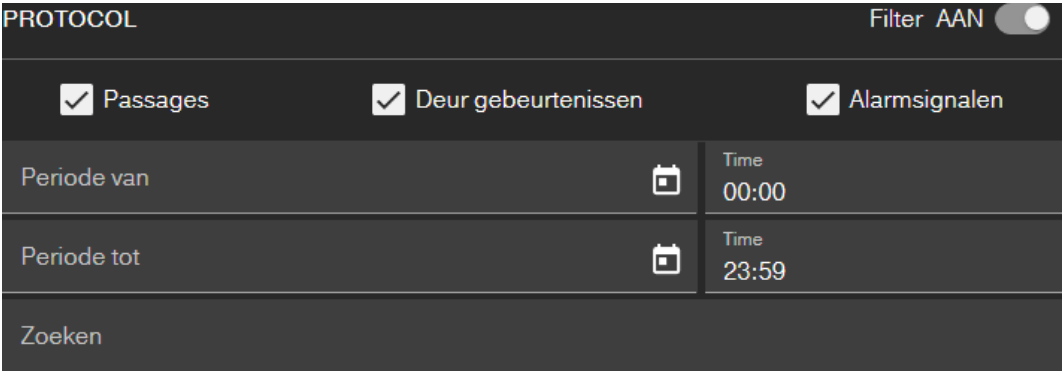 PROTOCOL Filter AAN
Passages Deur gebeurtenissen Alarmsignalen
Periode van Time 00:00
Periode tot Time 23:59
Zoeken